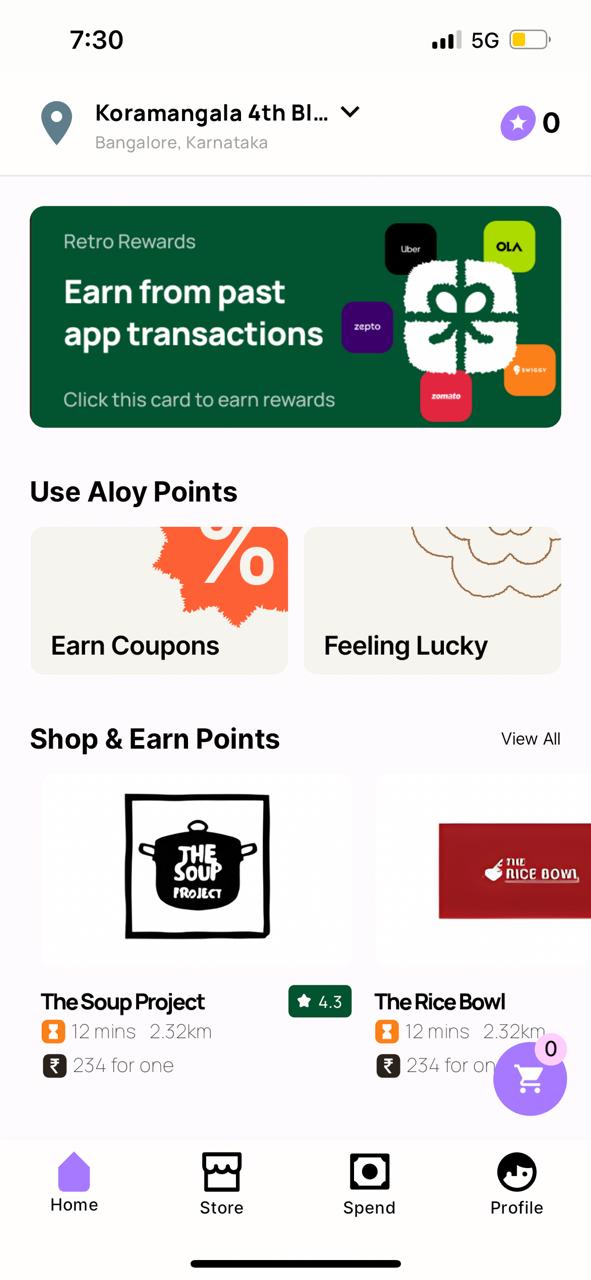 7:30
5G
Koramangala 4th Bl...
Bangalore, Karnataka
0
Retro Rewards
Earn from past
app transactions
Click this card to earn rewards
Uber
OLA
zepto
SWIGGY
zomato
Use Aloy Points
%
Earn Coupons
Feeling Lucky
Shop & Earn Points
View All
THE
SOUP
PROJECT
THE
RICE BOWL
The Soup Project
4.3
The Rice Bowl
12 mins 2.32km
12 mins 2.32km
₹ 234 for one
₹ 234 for on
0
Home
Store
Spend
Profile